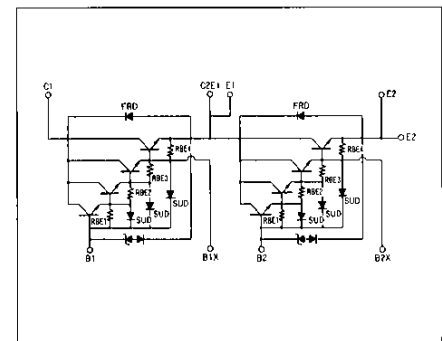 C1
C2E1 E1
E2
FRD
FRD
E2
RBE4
RBE4
RBE3
RBE3
RBE2
RBE2
SUD
SUD
RBE1
SUD
SUD
RBE1
SUD
SUD
B1
B1X
B2
B2X